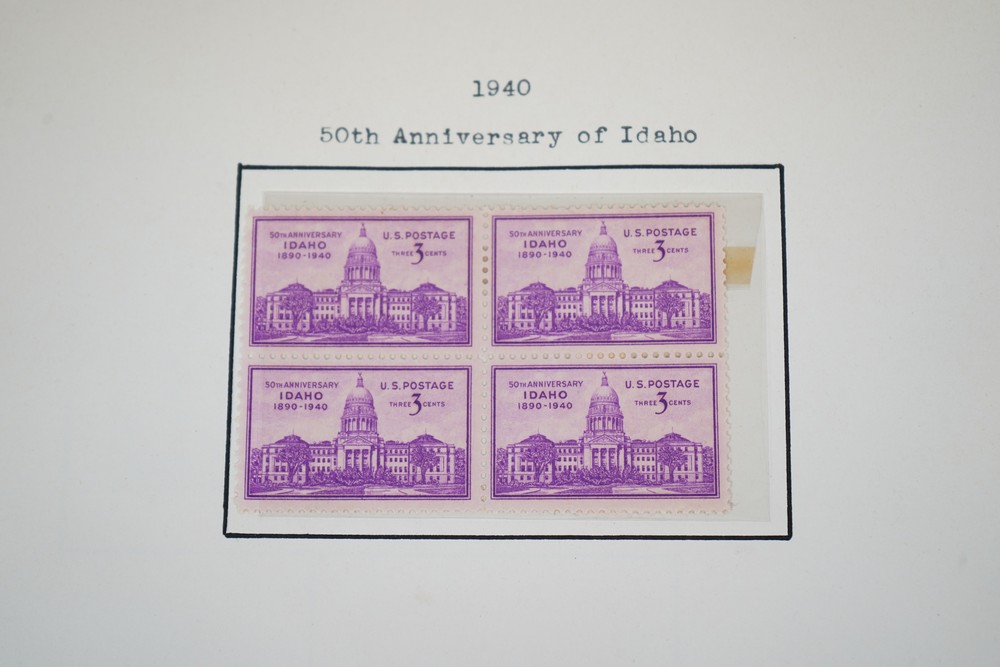 1940
50th Anniversary of Idaho
50TH ANNIVERSARY
IDAHO
1890-1940
U.S. POSTAGE
THREE 3 CENTS
50TH ANNIVERSARY
IDAHO
1890-1940
U.S. POSTAGE
THREE 3 CENTS
50TH ANNIVERSARY
IDAHO
1890-1940
U.S. POSTAGE
THREE 3 CENTS
50TH ANNIVERSARY
IDAHO
1890-1940
U.S. POSTAGE
THREE 3 CENTS